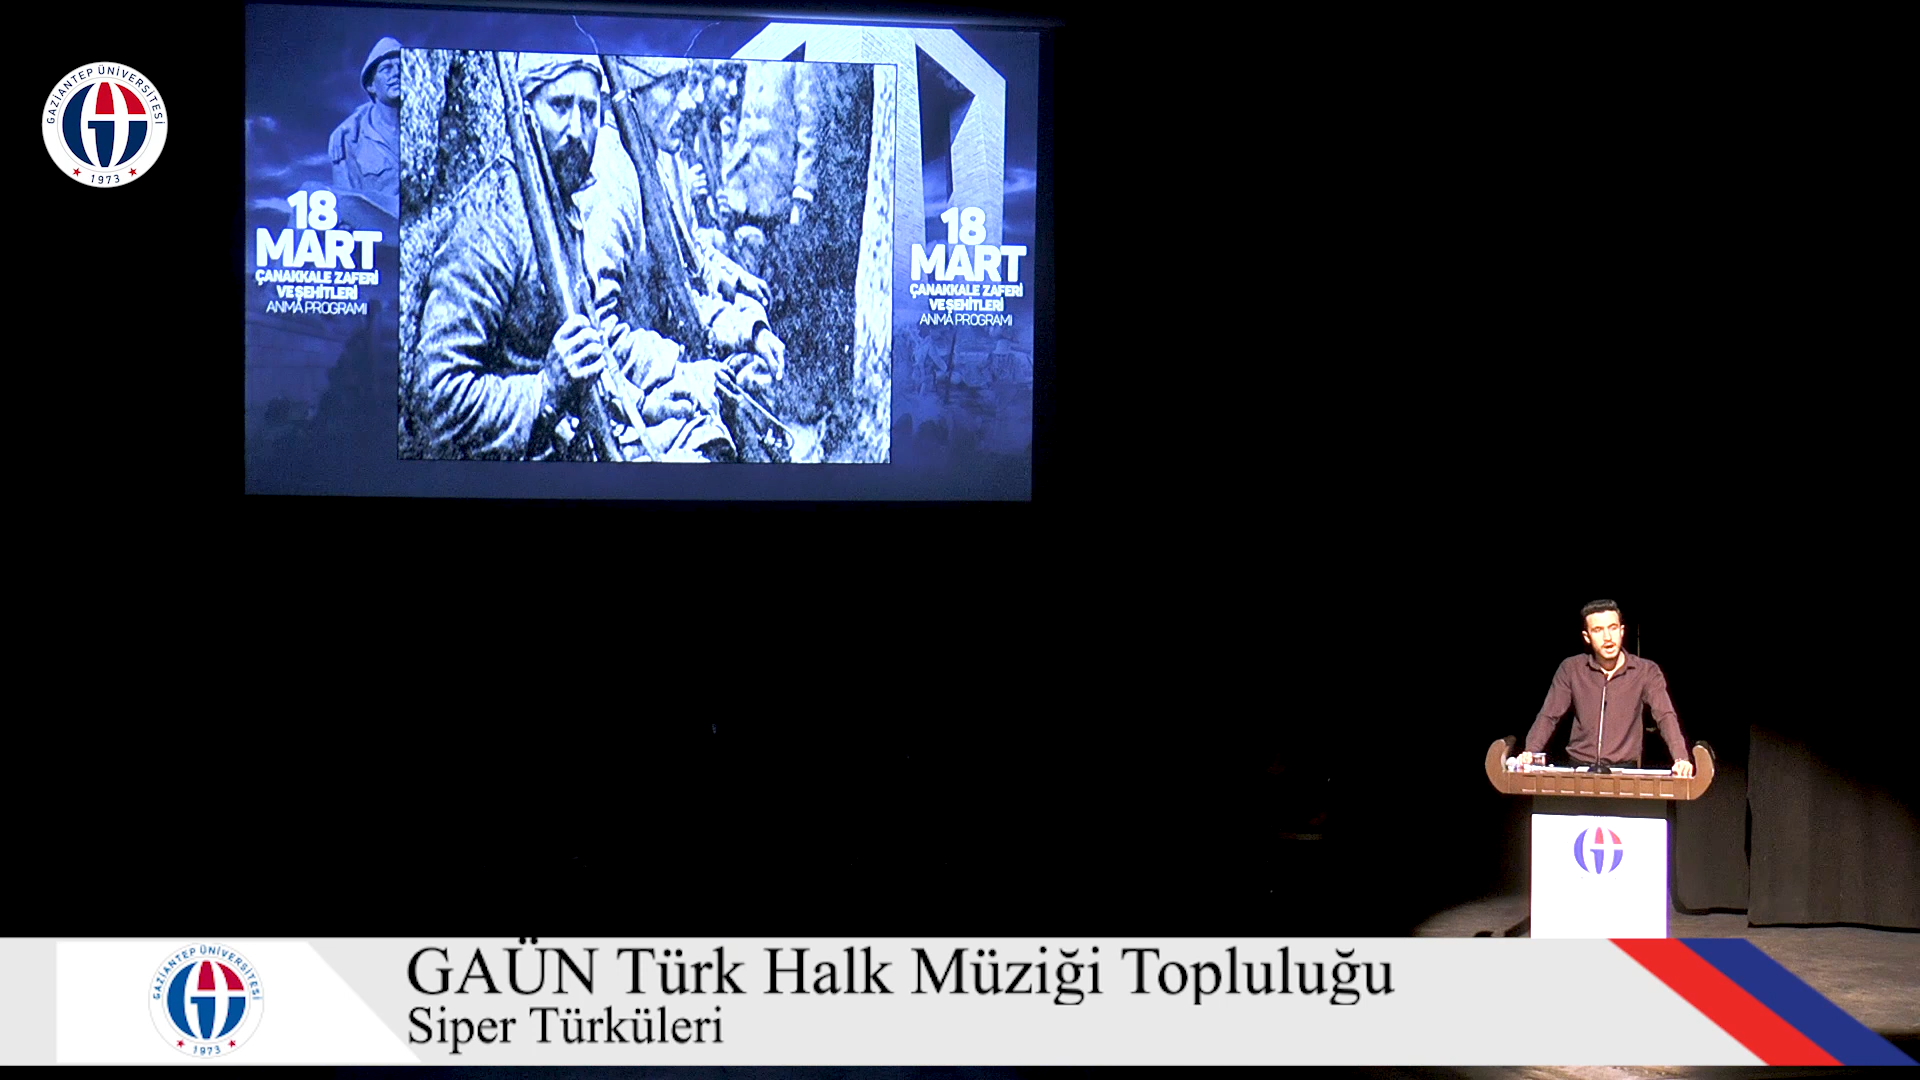 GAZİANTEP ÜNİVERSİTESİ
1973
18
MART
ÇANAKKALE ZAFERİ
VE ŞEHİTLERİ
ANMA PROGRAMI
18
MART
ÇANAKKALE ZAFERİ
VE ŞEHİTLERİ
ANMA PROGRAMI
GAZİANTEP ÜNİVERSİTESİ
1973
GAÜN Türk Halk Müziği Topluluğu
Siper Türküleri